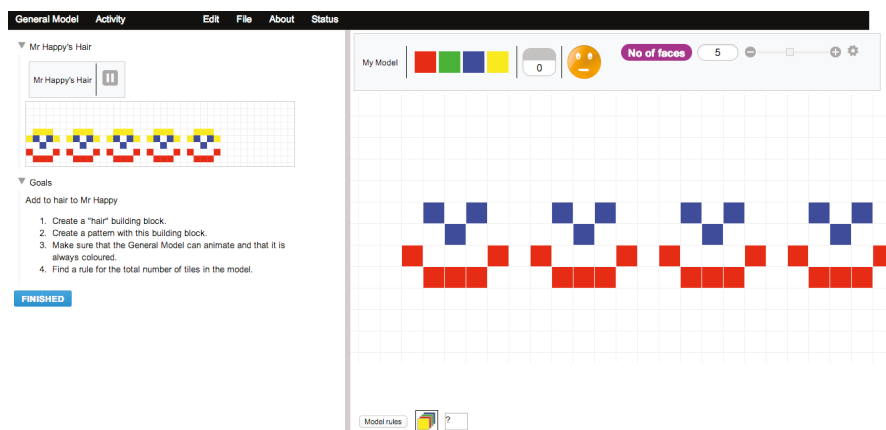 General Model Activity Edit File About Status
Mr Happy's Hair
Mr Happy's Hair
Goals
Add to hair to Mr Happy
1. Create a "hair" building block.
2. Create a pattern with this building block.
3. Make sure that the General Model can animate and that it is
always coloured.
4. Find a rule for the total number of tiles in the model.
FINISHED
My Model
0
No of faces
5
Model rules
?